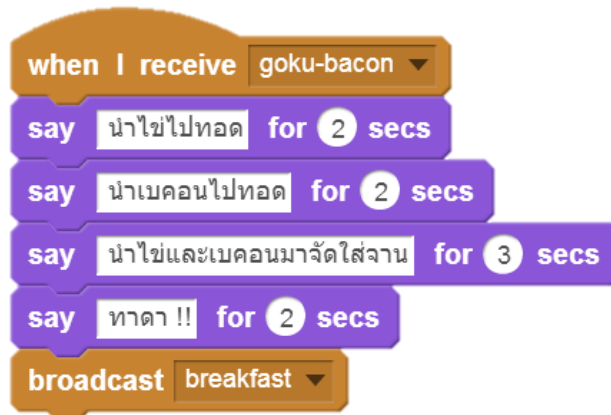 when I receive goku-bacon
say นำไข่ไปทอด for 2 secs
say นำเบคอนไปทอด for 2 secs
say นำไข่และเบคอนมาจัดใส่จาน for 3 secs
say ทาดา !! for 2 secs
broadcast breakfast